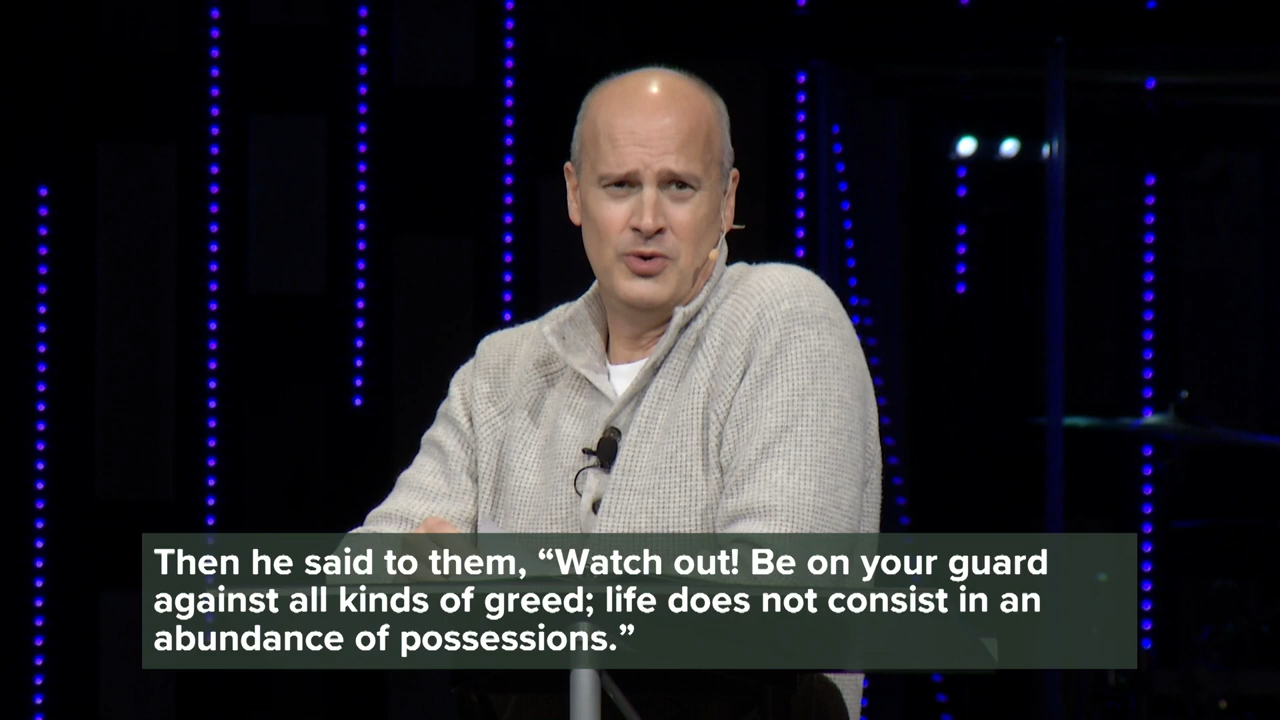 Then he said to them, “Watch out! Be on your guard
against all kinds of greed; life does not consist in an
abundance of possessions.”